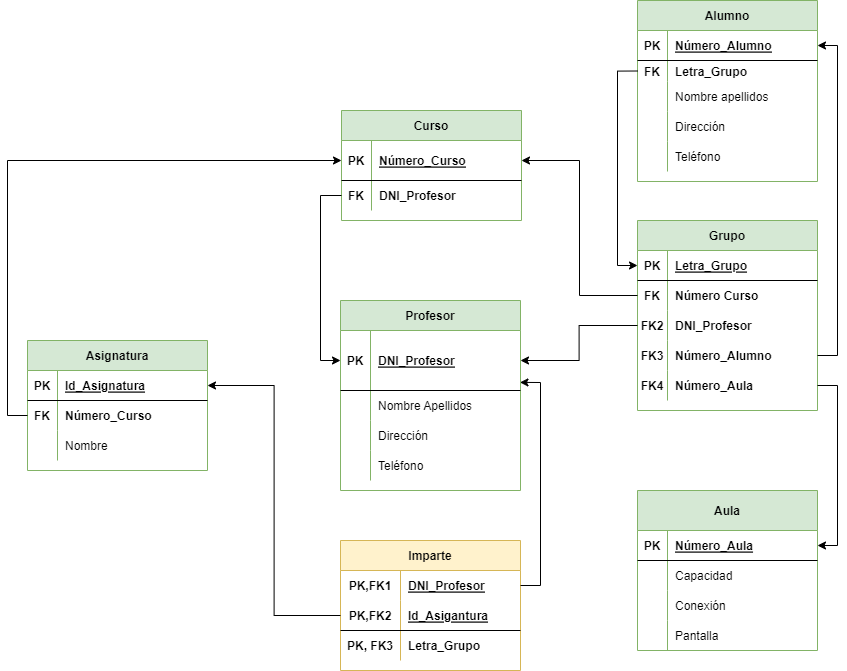 Alumno
PK Número_Alumno
FK Letra_Grupo
Nombre apellidos
Dirección
Teléfono
Curso
PK Número_Curso
FK DNI_Profesor
Grupo
PK Letra_Grupo
FK Número Curso
FK2 DNI_Profesor
FK3 Número_Alumno
FK4 Número_Aula
Profesor
PK DNI_Profesor
Nombre Apellidos
Dirección
Teléfono
Asignatura
PK Id_Asignatura
FK Número_Curso
Nombre
Aula
PK Número_Aula
Capacidad
Conexión
Pantalla
Imparte
PK,FK1 DNI_Profesor
PK,FK2 Id_Asigantura
PK, FK3 Letra_Grupo